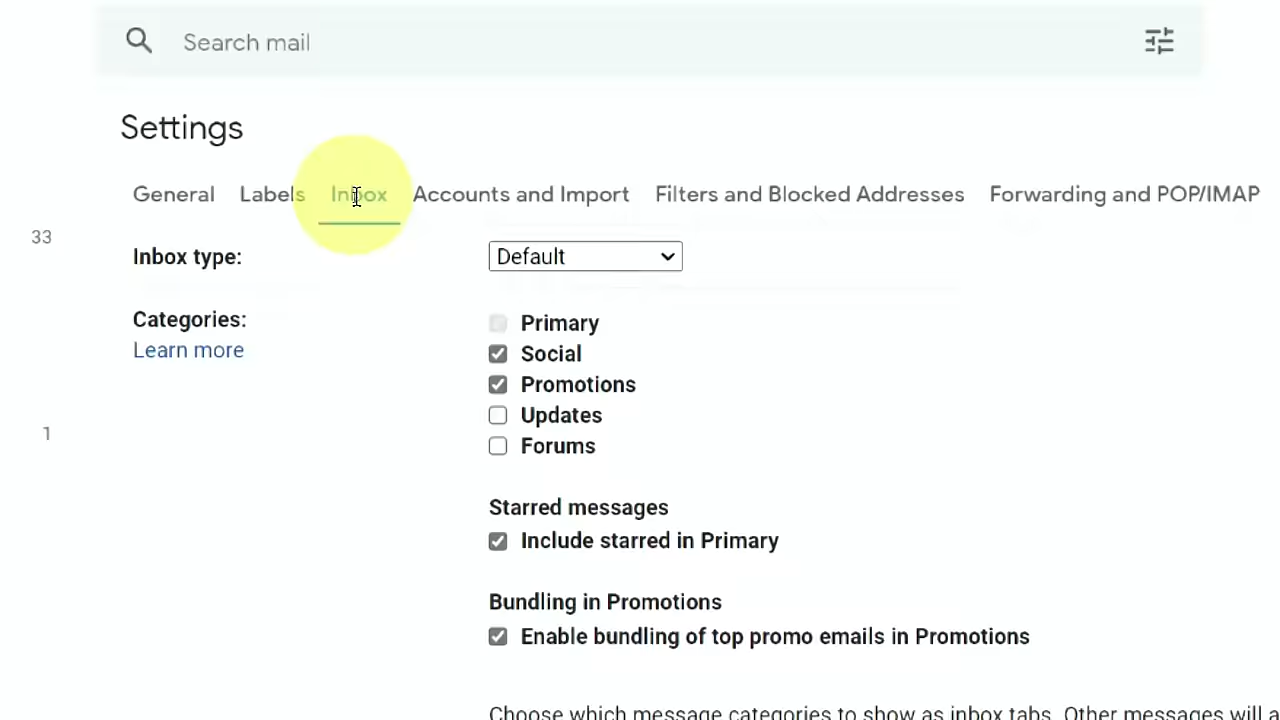 Search mail
Settings
General Labels Inbox Accounts and Import Filters and Blocked Addresses Forwarding and POP/IMAP
33
Inbox type: Default
Categories: Primary
Learn more Social
Promotions
Updates
1
Forums
Starred messages
Include starred in Primary
Bundling in Promotions
Enable bundling of top promo emails in Promotions
Choose which message categories to show as inbox tabs. Other messages will a